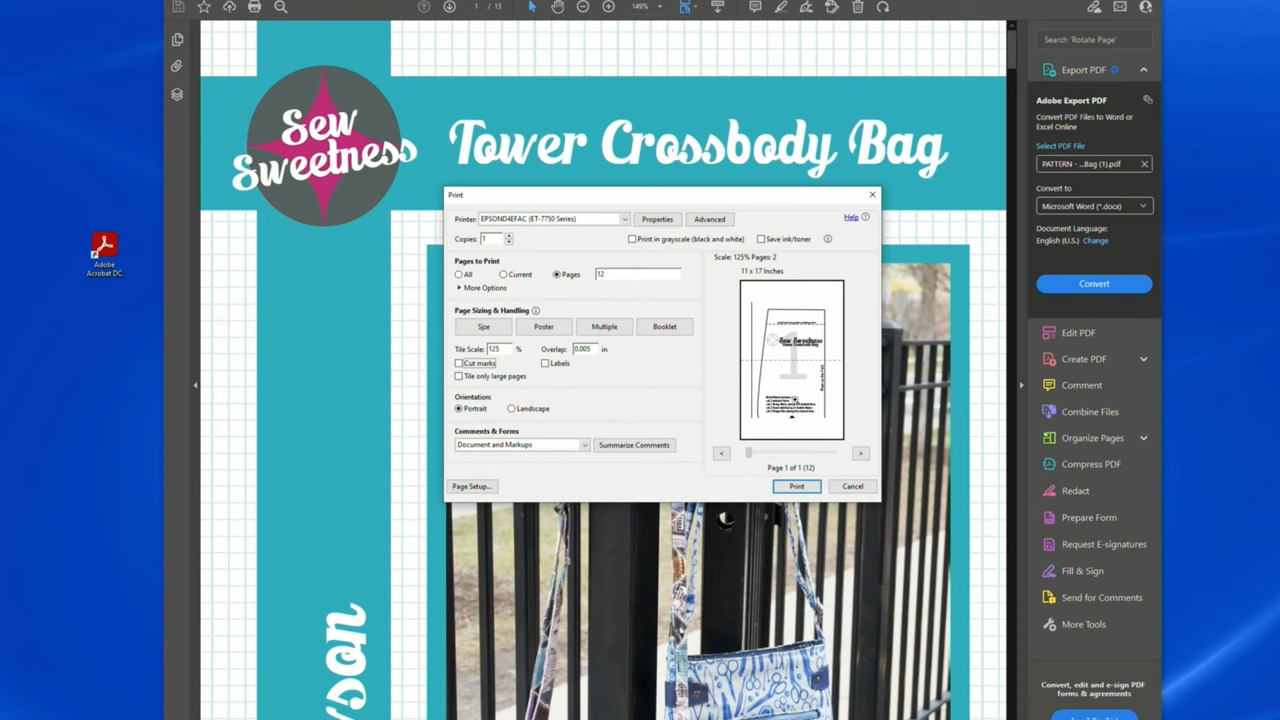 1 / 13
149%
Sew
Sweetness
Tower Crossbody Bag
Adobe
Acrobat DC
Print
Printer: EPSOND4EFAC (ET-7750 Series)
Properties
Advanced
Help
Copies: 1
Print in grayscale (black and white)
Save ink/toner
Pages to Print
All
Current
Pages
12
More Options
Page Sizing & Handling
Size
Poster
Multiple
Booklet
Tile Scale: 125 %
Overlap: 0.005 in
Cut marks
Labels
Tile only large pages
Orientation:
Portrait
Landscape
Comments & Forms
Document and Markups
Summarize Comments
Scale: 125% Pages: 2
11 x 17 Inches
1
Sew Sweetness
Tower Crossbody Bag
<
>
Page 1 of 1 (12)
Page Setup...
Print
Cancel
Search 'Rotate Page'
Export PDF
Adobe Export PDF
Convert PDF Files to Word or
Excel Online
Select PDF File
PATTERN - ...Bag (1).pdf
Convert to
Microsoft Word (*.docx)
Document Language:
English (U.S.) Change
Convert
Edit PDF
Create PDF
Comment
Combine Files
Organize Pages
Compress PDF
Redact
Prepare Form
Request E-signatures
Fill & Sign
Send for Comments
More Tools
Convert, edit and e-sign PDF
forms & agreements